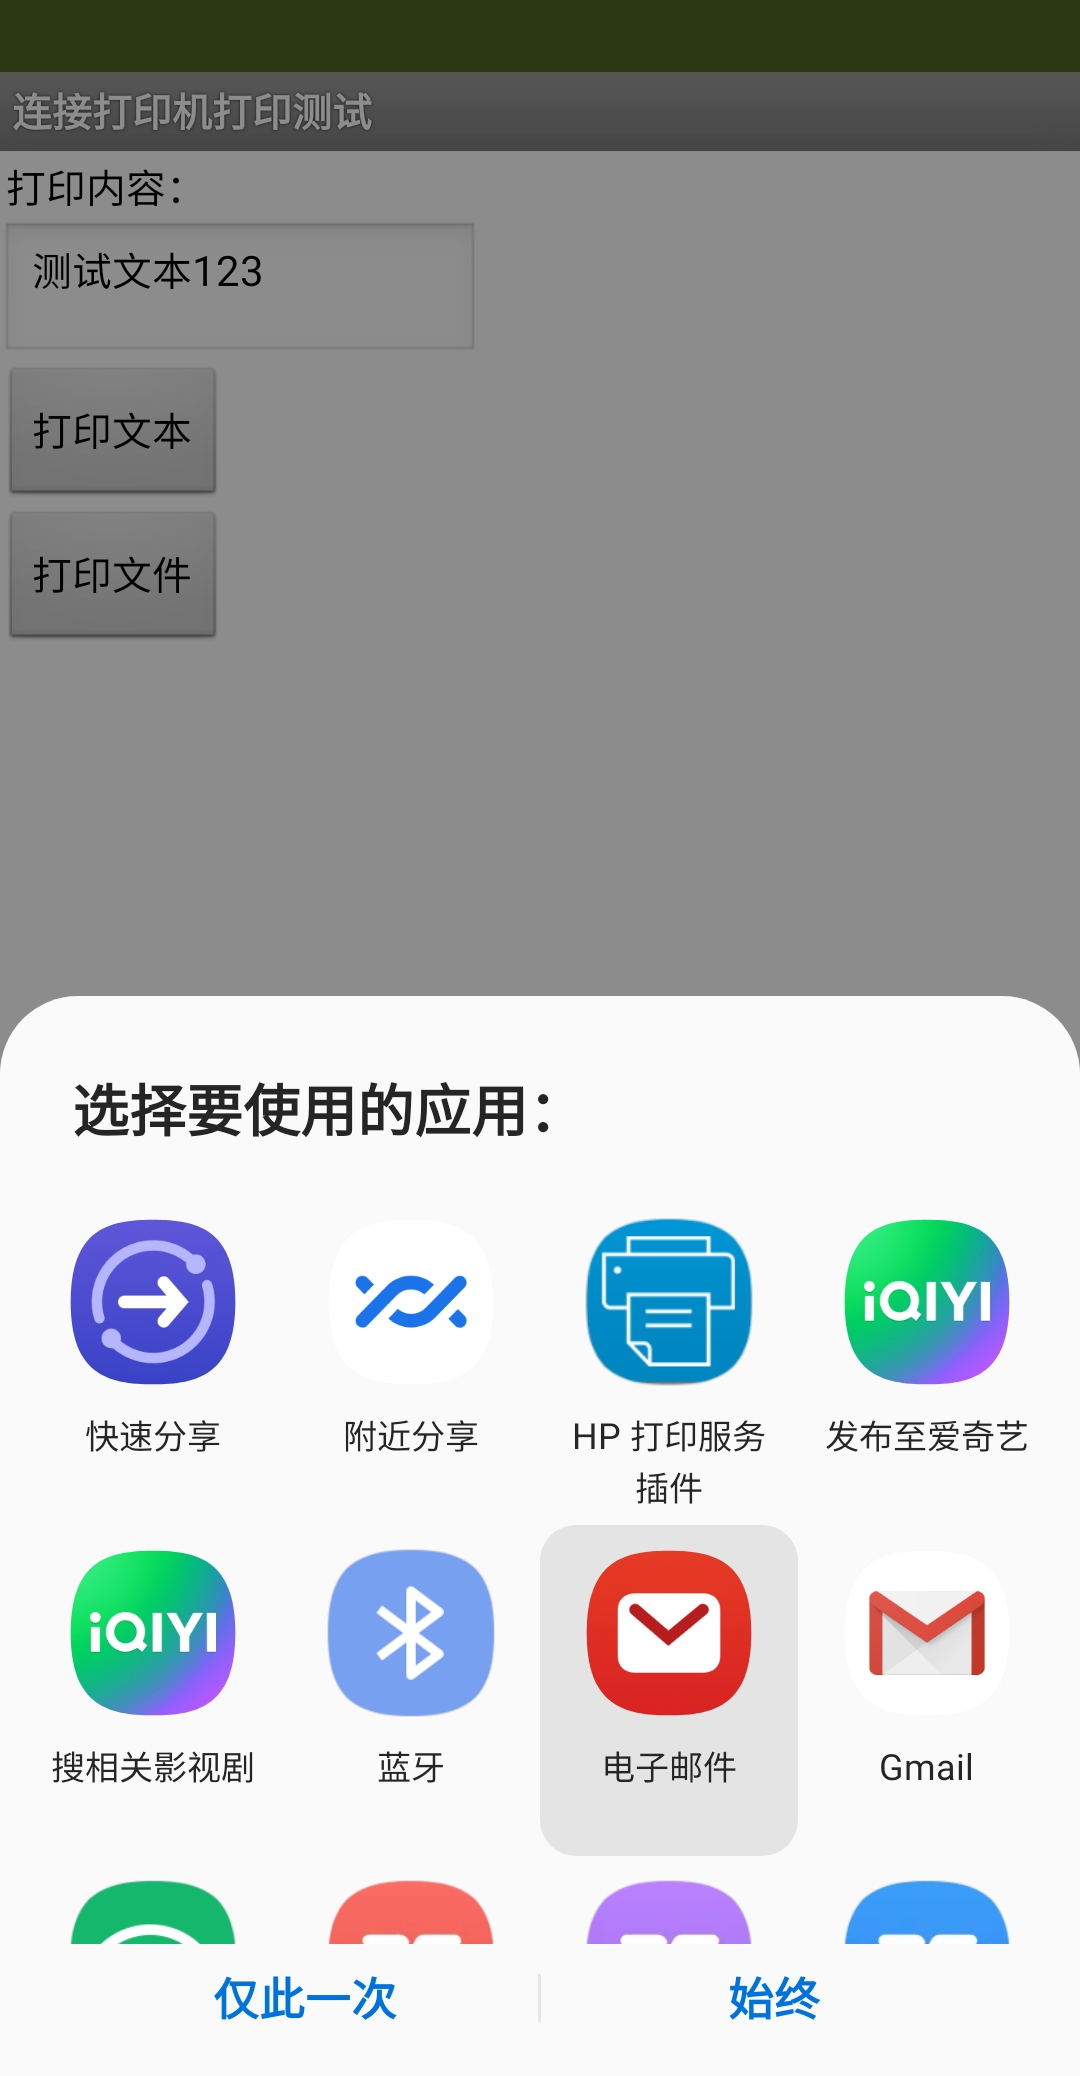 连接打印机打印测试
打印内容：
测试文本123
打印文本
打印文件
选择要使用的应用：
iQIYI
快速分享
附近分享
HP 打印服务
插件
发布至爱奇艺
iQIYI
搜相关影视剧
蓝牙
电子邮件
Gmail
仅此一次
始终